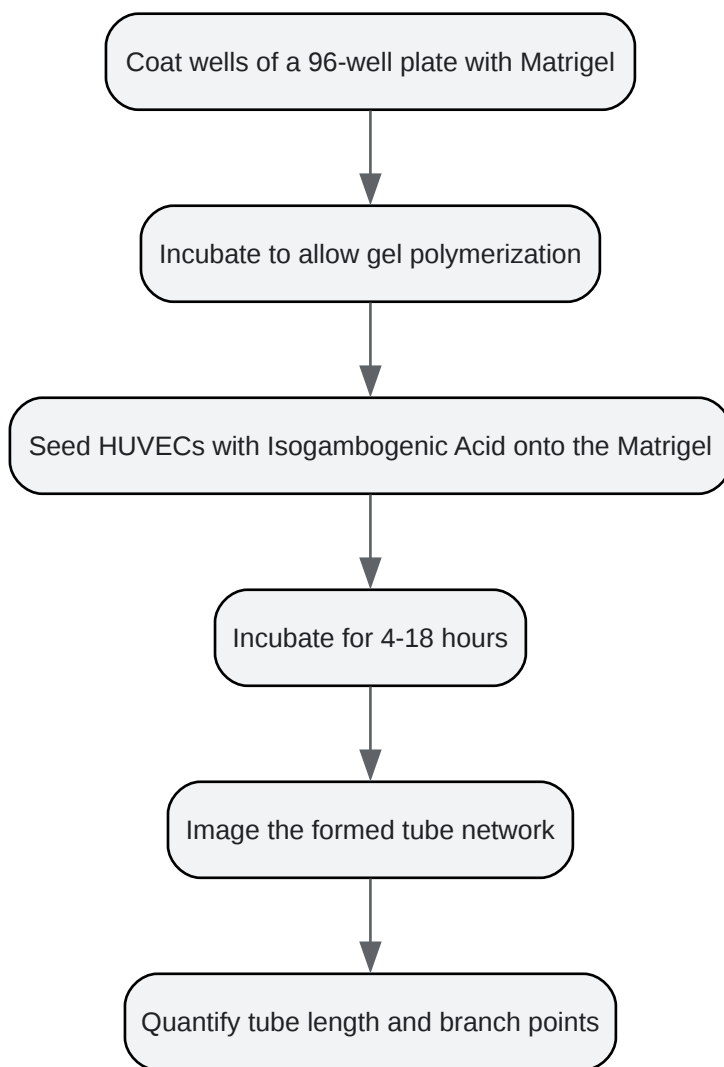 Coat wells of a 96-well plate with Matrigel
Incubate to allow gel polymerization
Seed HUVECs with Isogambogenic Acid onto the Matrigel
Incubate for 4-18 hours
Image the formed tube network
Quantify tube length and branch points